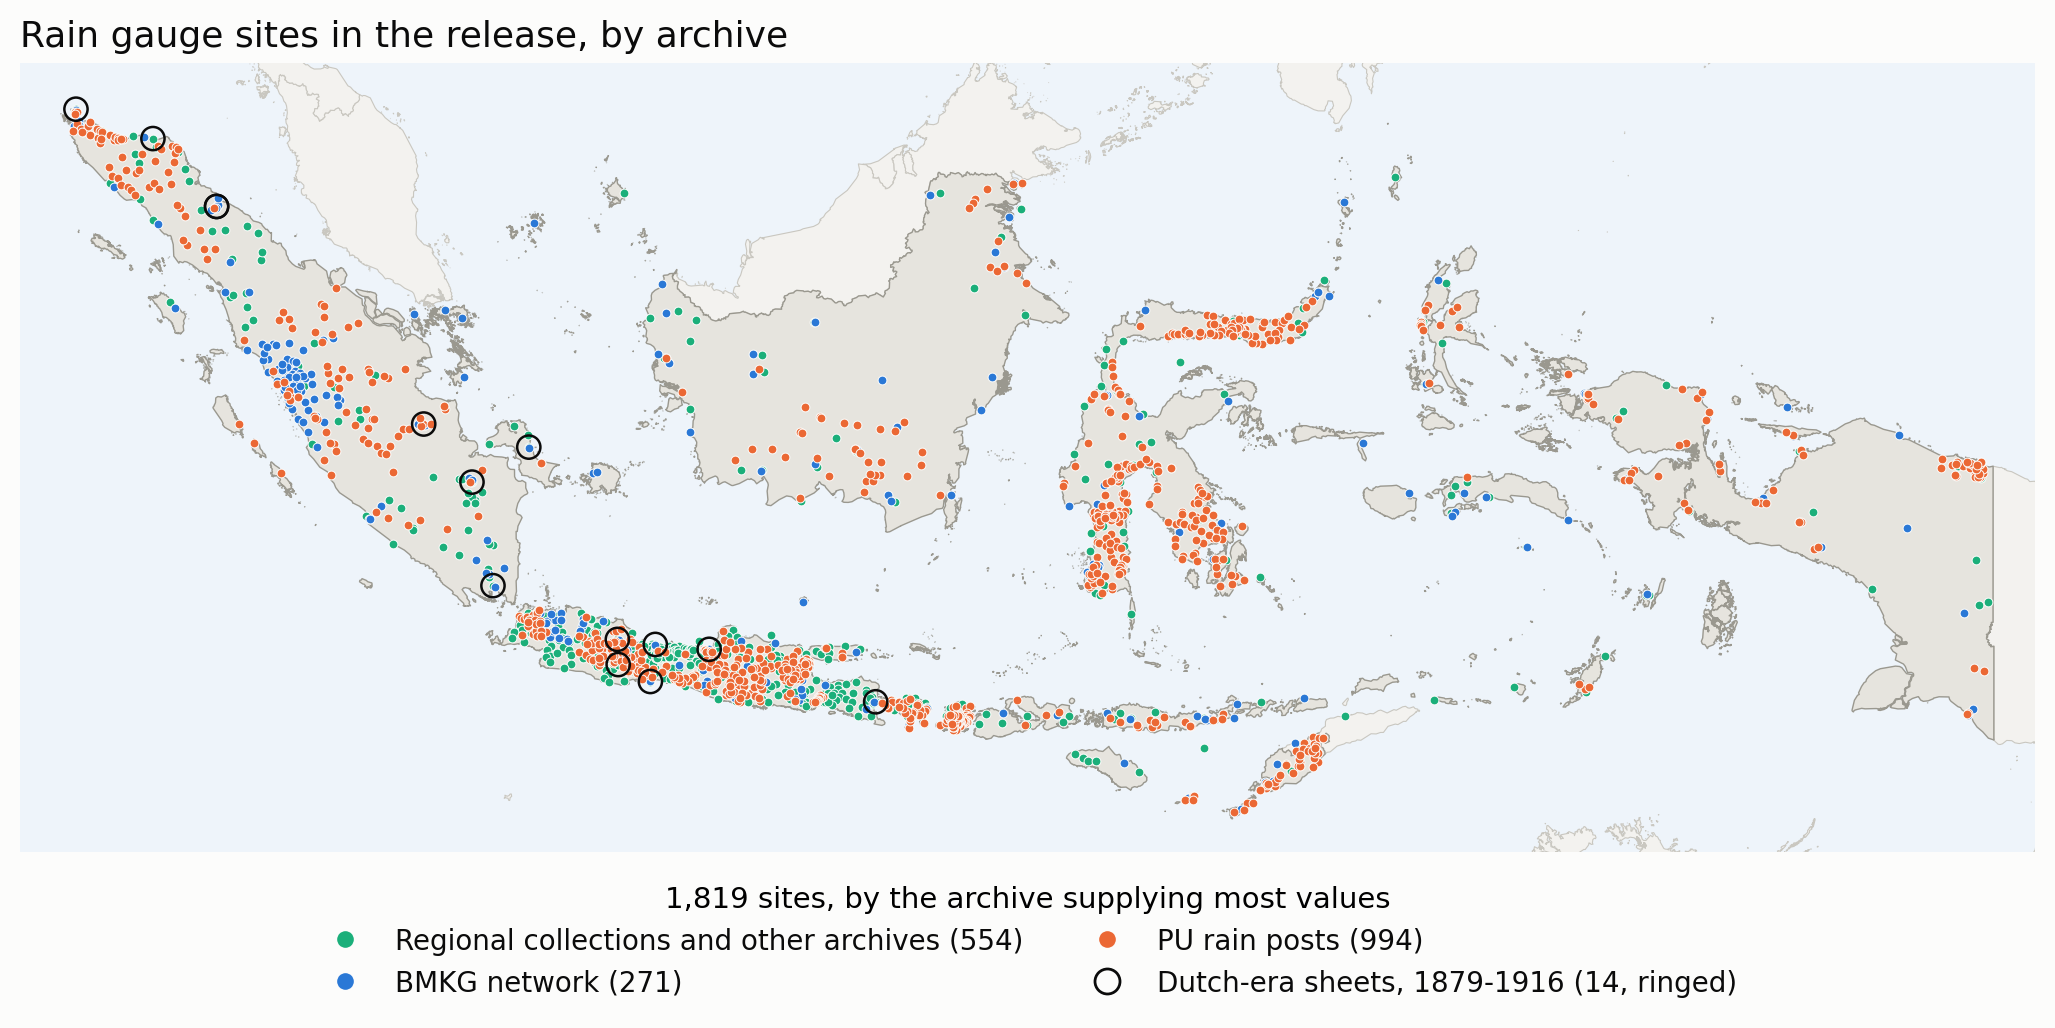 Rain gauge sites in the release, by archive
1,819 sites, by the archive supplying most values
Regional collections and other archives (554)
PU rain posts (994)
BMKG network (271)
Dutch-era sheets, 1879-1916 (14, ringed)